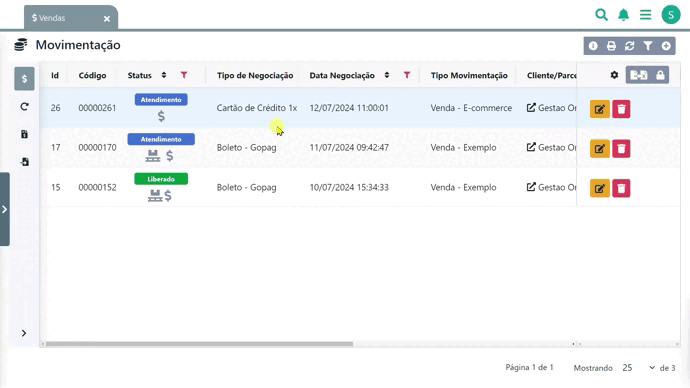 $ Vendas ×
S
Movimentação
Id Código Status Tipo de Negociação Data Negociação Tipo Movimentação Cliente/Parce
26 00000261 Atendimento $ Cartão de Crédito 1x 12/07/2024 11:00:01 Venda - E-commerce Gestao On
17 00000170 Atendimento $ Boleto - Gopag 11/07/2024 09:42:47 Venda - Exemplo Gestao On
15 00000152 Liberado $ Boleto - Gopag 10/07/2024 15:34:33 Venda - Exemplo Gestao On
Página 1 de 1 Mostrando 25 de 3